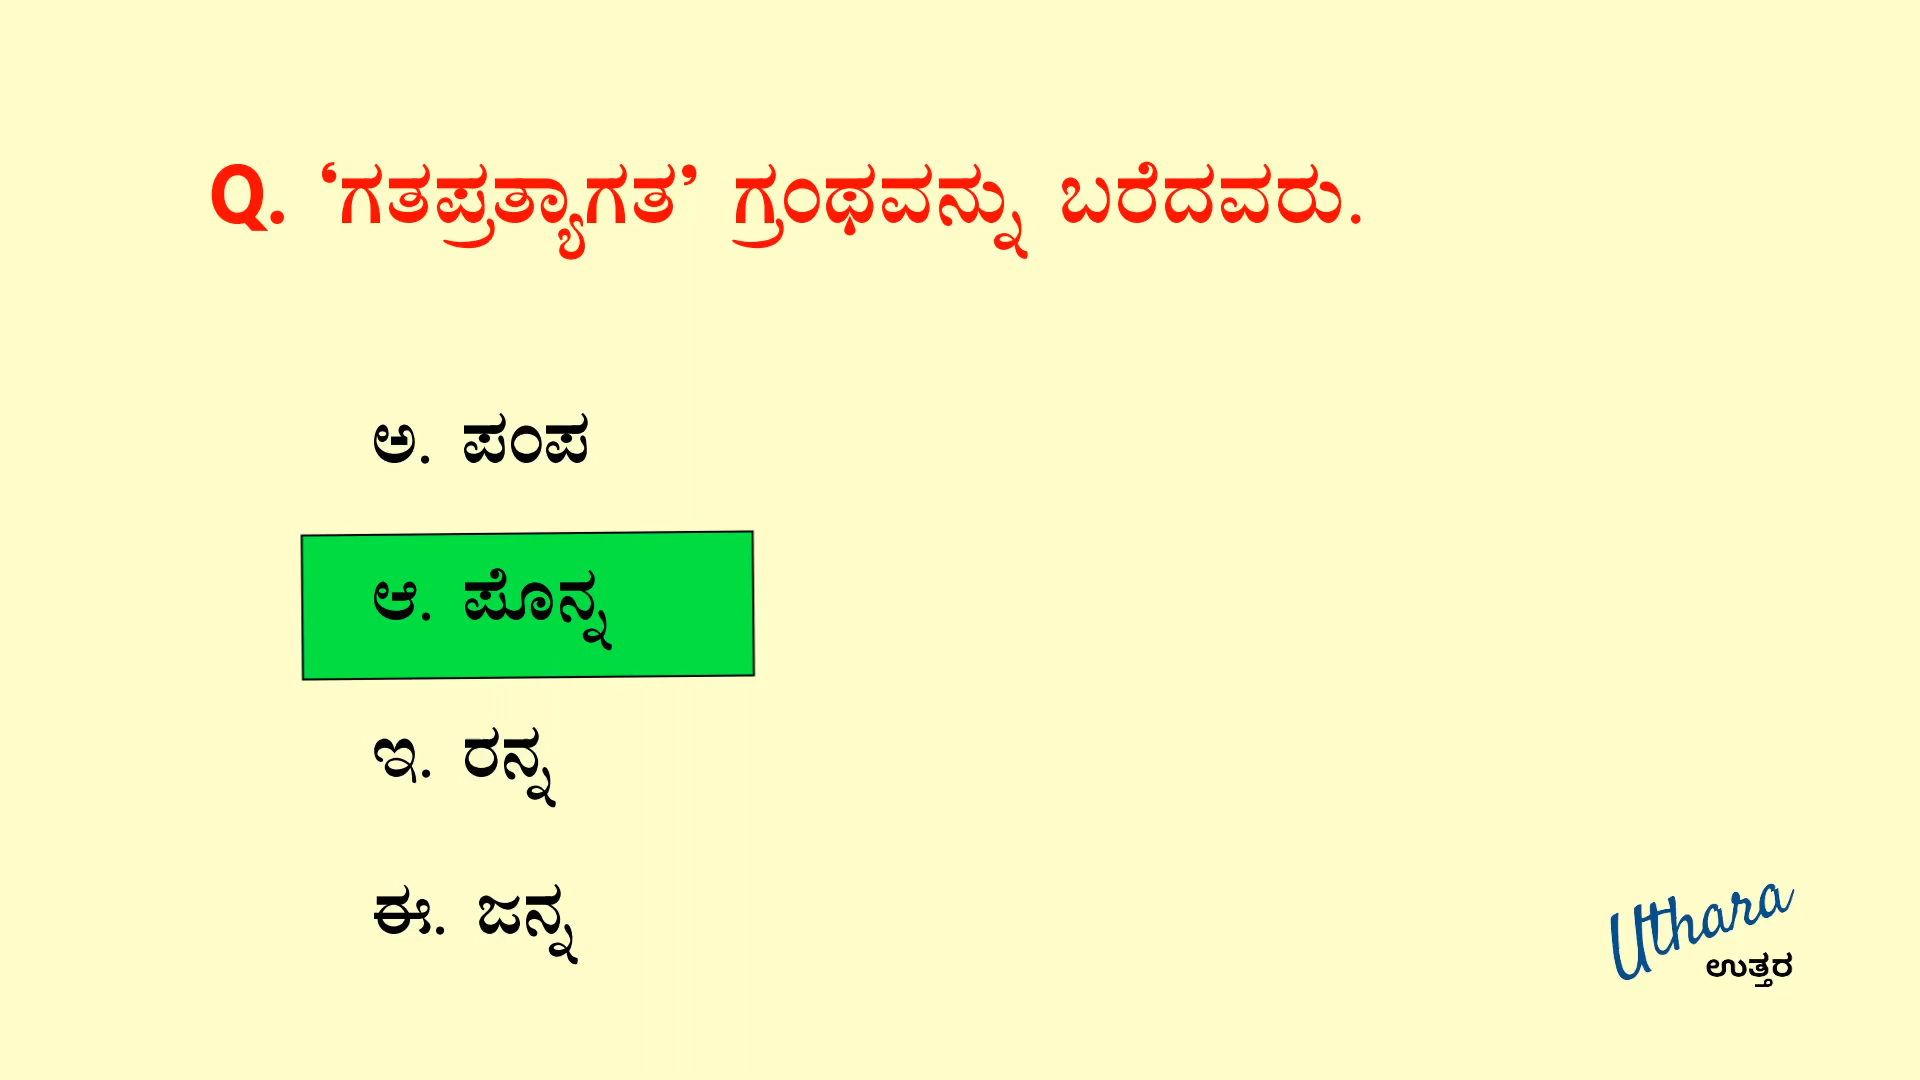 Q. ‘ಗತಪ್ರತ್ಯಾಗತ’ ಗ್ರಂಥವನ್ನು ಬರೆದವರು.
ಅ. ಪಂಪ
ಆ. ಪೊನ್ನ
ಇ. ರನ್ನ
ಈ. ಜನ್ನ
Uthara
ಉತ್ತರ